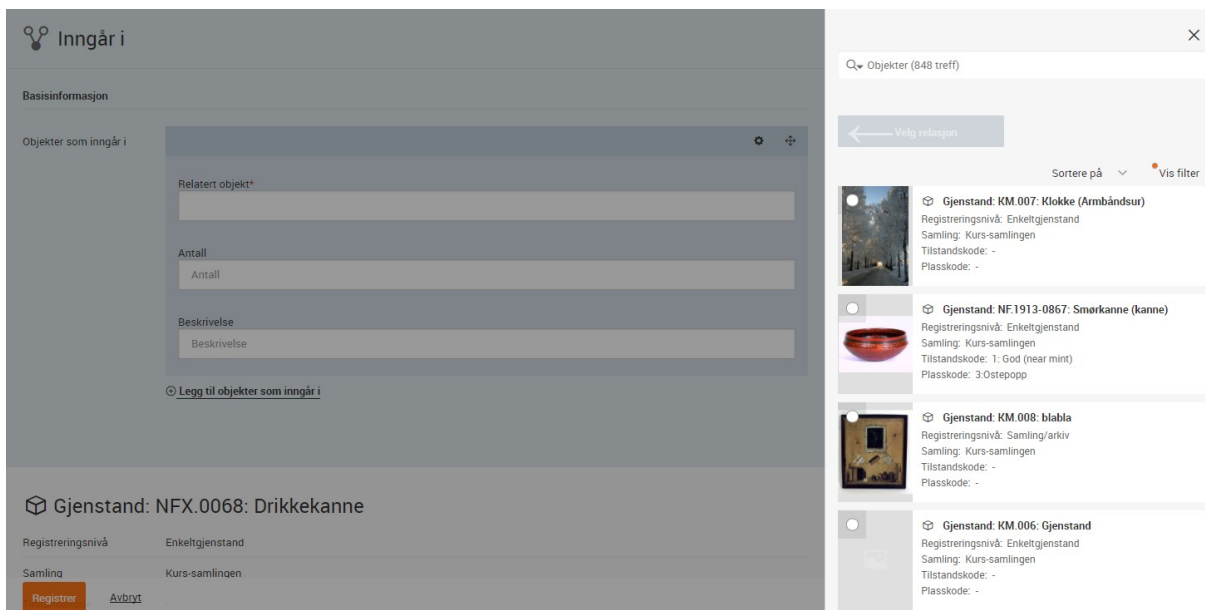 Inngår i
Basisinformasjon
Objekter som inngår i
Relatert objekt*
Antall
Antall
Beskrivelse
Beskrivelse
Legg til objekter som inngår i
Gjenstand: NFX.0068: Drikkekanne
Registreringsnivå Enkeltgjenstand
Samling Kurs-samlingen
Registrer Avbryt
Objekter (848 treff)
Velg relasjon
Sortere på Vis filter
Gjenstand: KM.007: Klokke (Armbåndsur)
Registreringsnivå: Enkeltgjenstand
Samling: Kurs-samlingen
Tilstandskode: -
Plasskode: -
Gjenstand: NF.1913-0867: Smørkanne (kanne)
Registreringsnivå: Enkeltgjenstand
Samling: Kurs-samlingen
Tilstandskode: 1: God (near mint)
Plasskode: 3:Ostepopp
Gjenstand: KM.008: blabla
Registreringsnivå: Samling/arkiv
Samling: Kurs-samlingen
Tilstandskode: -
Plasskode: -
Gjenstand: KM.006: Gjenstand
Registreringsnivå: Enkeltgjenstand
Samling: Kurs-samlingen
Tilstandskode: -
Plasskode: -